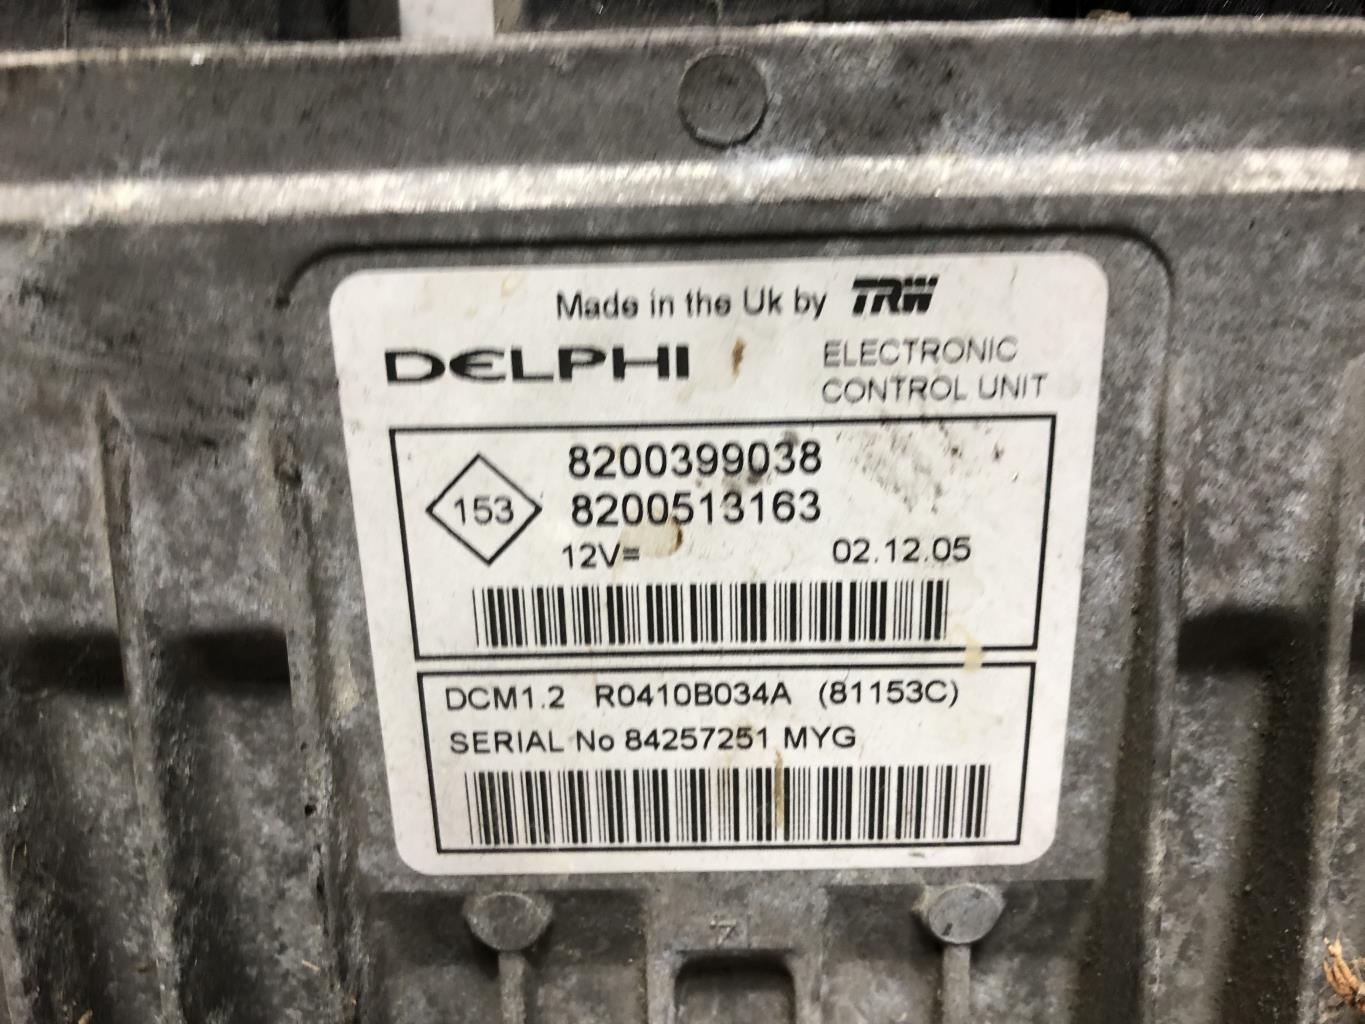 Made in the Uk by TRW
DELPHI
ELECTRONIC
CONTROL UNIT
8200399038
153
8200513163
12V=
02.12.05
DCM1.2 R0410B034A (81153C)
SERIAL No 84257251 MYG
7